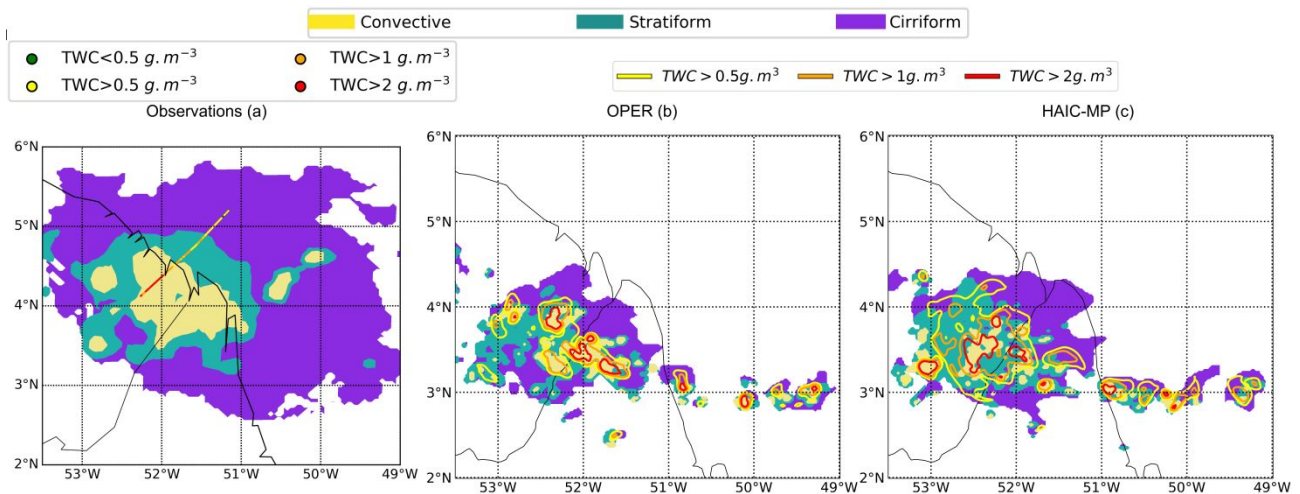 Convective Stratiform Cirriform
TWC<0.5 g.m⁻³ TWC>1 g.m⁻³
TWC>0.5 g.m⁻³ TWC>2 g.m⁻³
TWC > 0.5g.m³ TWC > 1g.m³ TWC > 2g.m³
Observations (a) OPER (b) HAIC-MP (c)
6°N
5°N
4°N
3°N
2°N
53°W 52°W 51°W 50°W 49°W
6°N
5°N
4°N
3°N
2°N
53°W 52°W 51°W 50°W 49°W
6°N
5°N
4°N
3°N
2°N
53°W 52°W 51°W 50°W 49°W